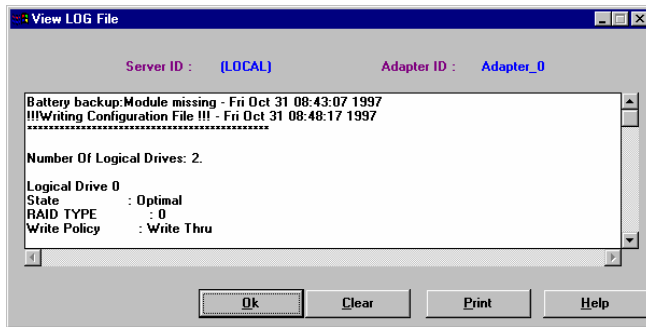 View LOG File
Server ID : (LOCAL) Adapter ID : Adapter_0
Battery backup:Module missing - Fri Oct 31 08:43:07 1997
!!!Writing Configuration File !!! - Fri Oct 31 08:48:17 1997
*********************************************
Number Of Logical Drives: 2.
Logical Drive 0
State : Optimal
RAID TYPE : 0
Write Policy : Write Thru
Ok Clear Print Help